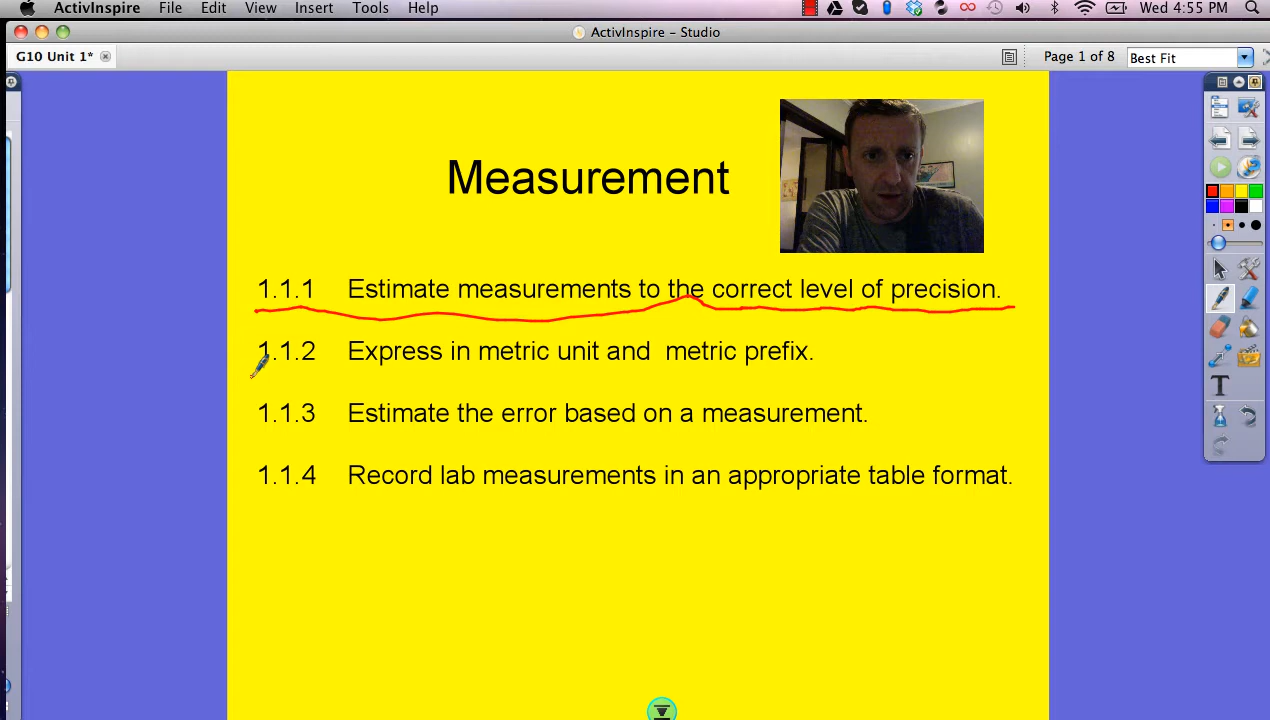 ActivInspire File Edit View Insert Tools Help Wed 4:55 PM
ActivInspire – Studio
G10 Unit 1* Page 1 of 8 Best Fit
Measurement
1.1.1 Estimate measurements to the correct level of precision.
1.1.2 Express in metric unit and metric prefix.
1.1.3 Estimate the error based on a measurement.
1.1.4 Record lab measurements in an appropriate table format.